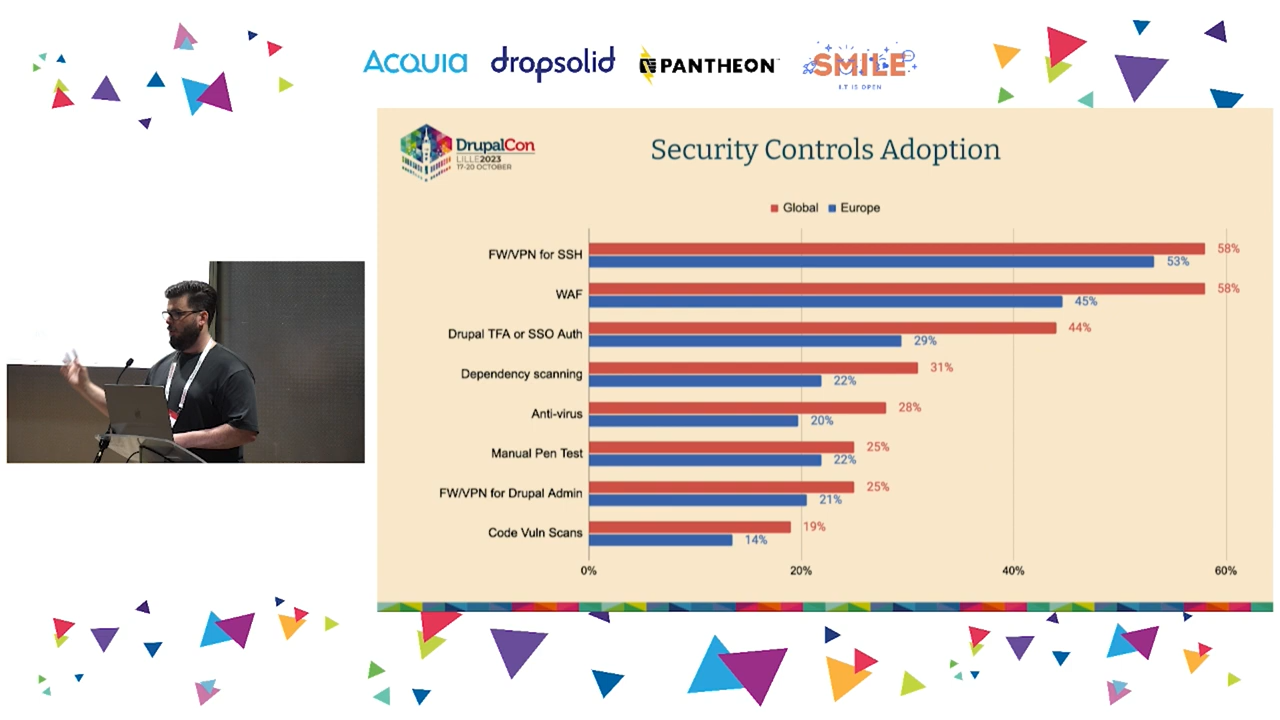 ACQUIA dropsolid PANTHEON SMILE
I.T IS OPEN
DrupalCon
LILLE2023
17-20 OCTOBER
Security Controls Adoption
Global Europe
FW/VPN for SSH 58% 53%
WAF 58% 45%
Drupal TFA or SSO Auth 44% 29%
Dependency scanning 31% 22%
Anti-virus 28% 20%
Manual Pen Test 25% 22%
FW/VPN for Drupal Admin 25% 21%
Code Vuln Scans 19% 14%
0% 20% 40% 60%